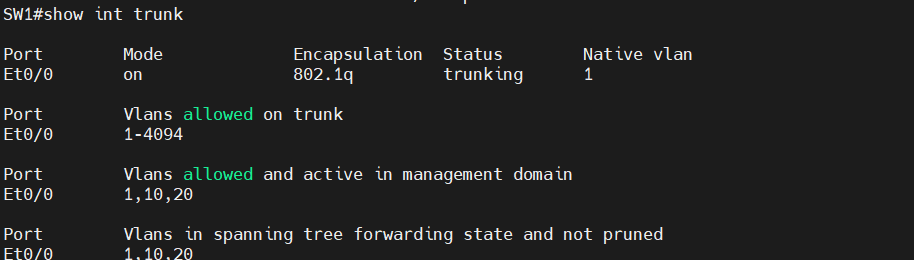 SW1#show int trunk
Port Mode Encapsulation Status Native vlan
Et0/0 on 802.1q trunking 1
Port Vlans allowed on trunk
Et0/0 1-4094
Port Vlans allowed and active in management domain
Et0/0 1,10,20
Port Vlans in spanning tree forwarding state and not pruned
Et0/0 1,10,20